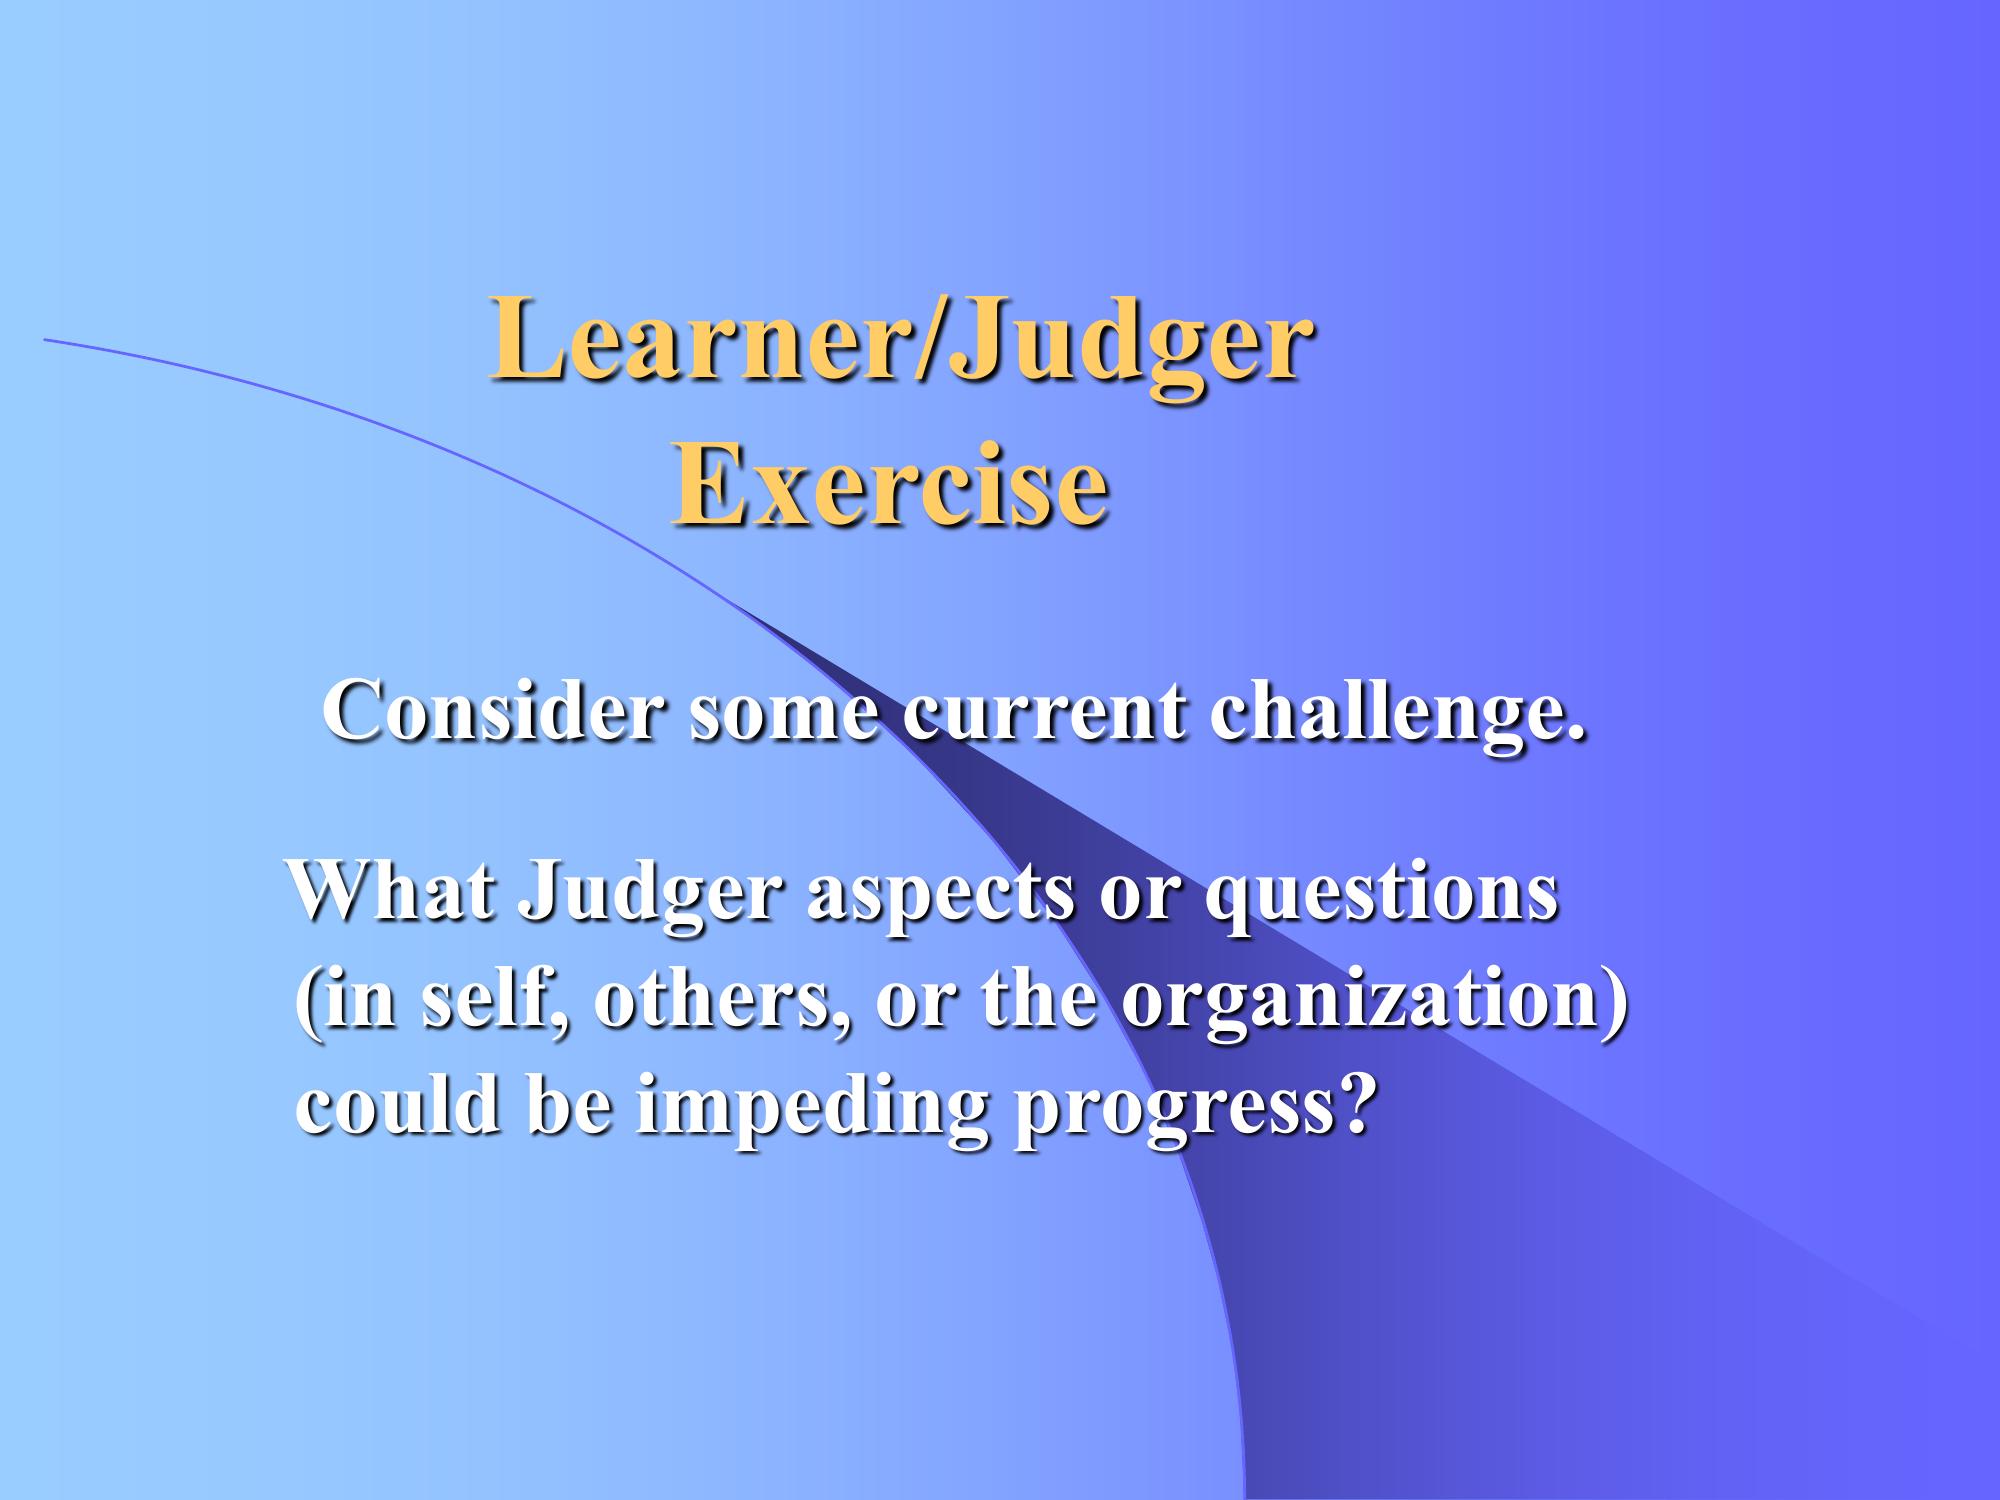 Learner/Judger
Exercise
Consider some current challenge.
What Judger aspects or questions
(in self, others, or the organization)
could be impeding progress?